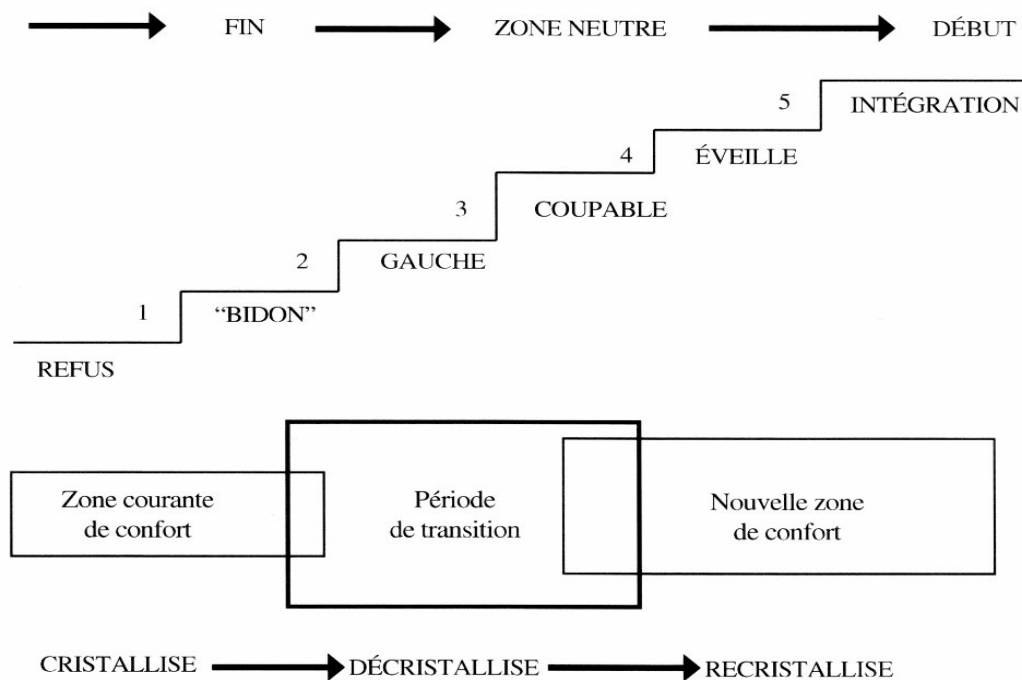 FIN ZONE NEUTRE DÉBUT
5 INTÉGRATION
4 ÉVEILLE
3 COUPABLE
2 GAUCHE
1 “BIDON”
REFUS
Zone courante
de confort
Période
de transition
Nouvelle zone
de confort
CRISTALLISE DÉCRISTALLISE RECRISTALLISE